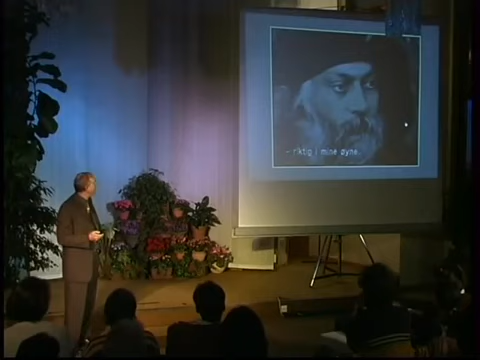 – riktig i mine øyne.